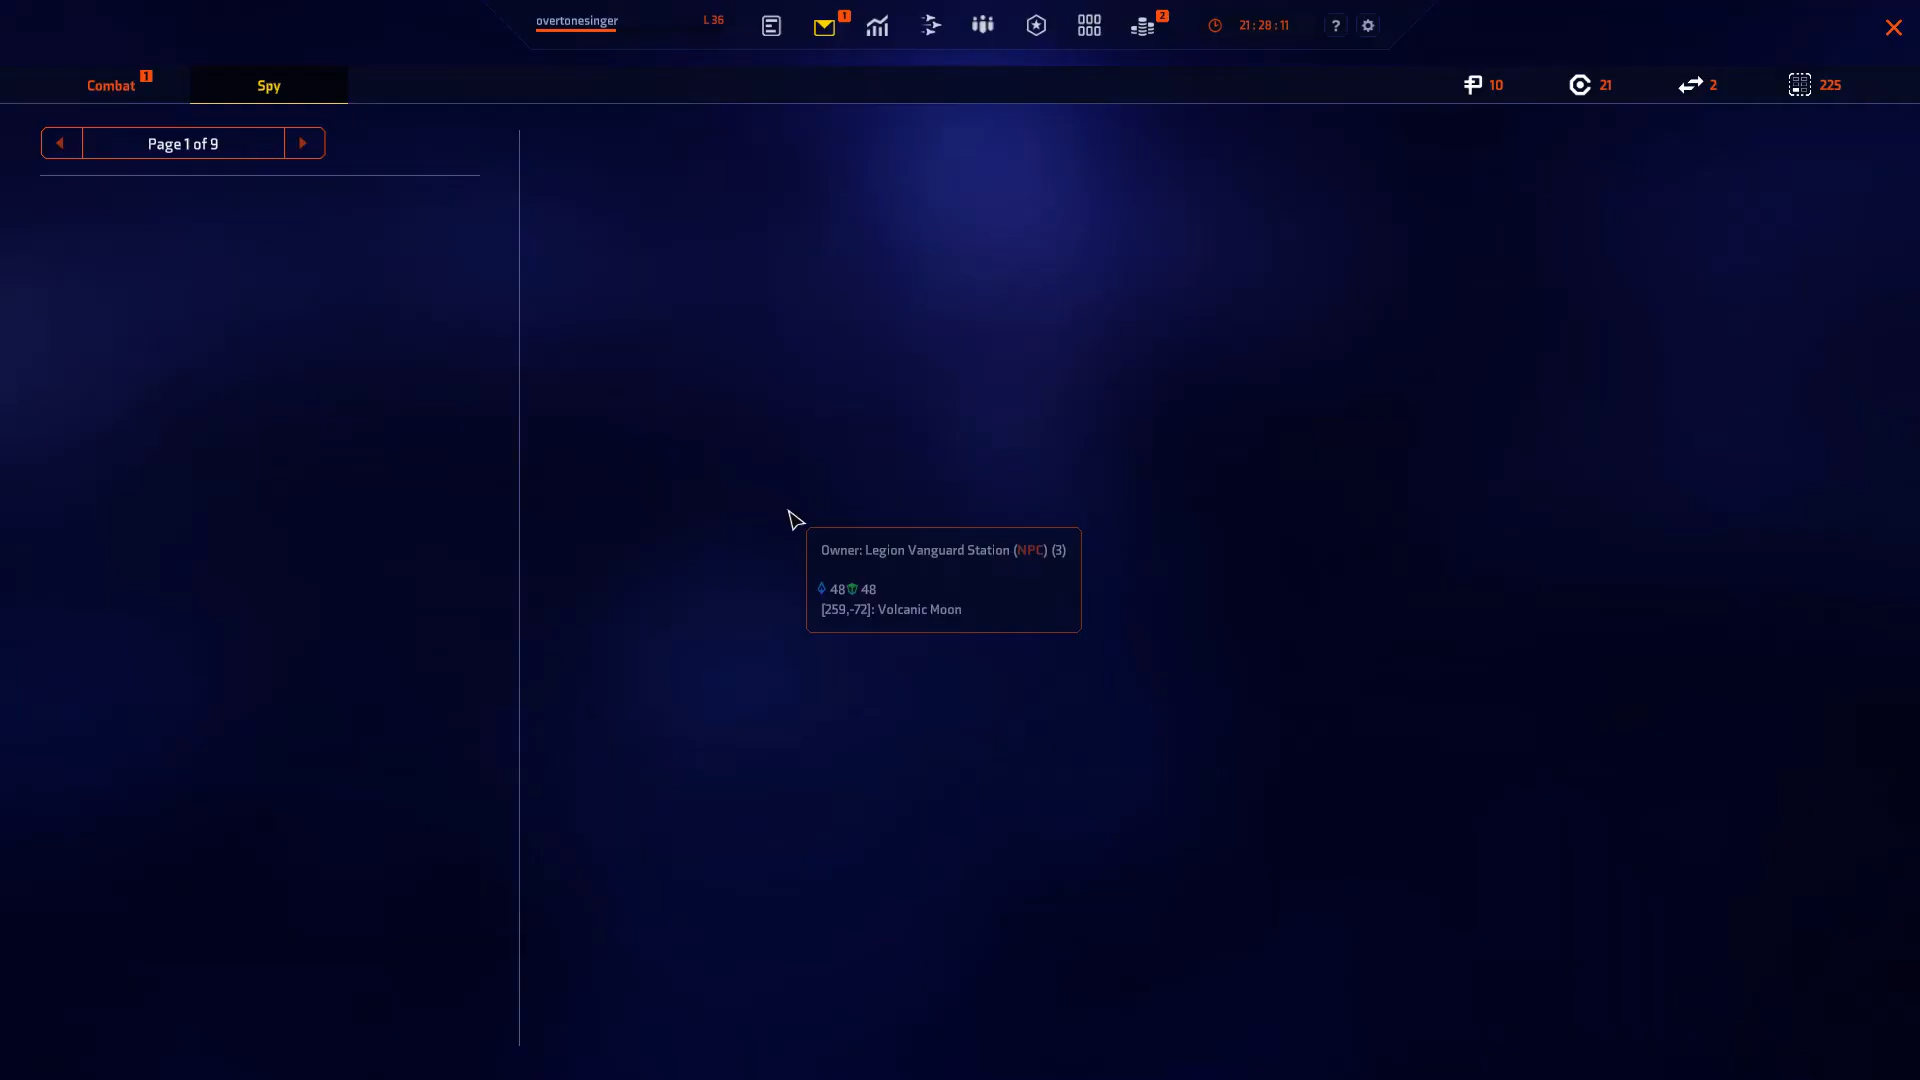 overtonesinger
L 36
1
2
21:28:11
?
Combat 1
Spy
10
21
2
225
Page 1 of 9
Owner: Legion Vanguard Station (NPC) (3)
48 48
[259,-72]: Volcanic Moon